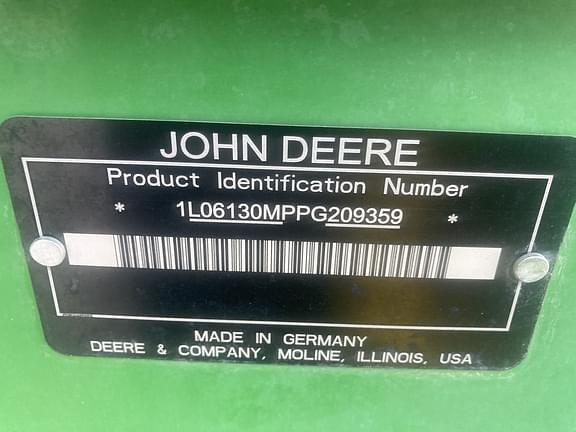 JOHN DEERE
Product Identification Number
* 1L06130MPPG209359 *
MADE IN GERMANY
DEERE & COMPANY, MOLINE, ILLINOIS, USA